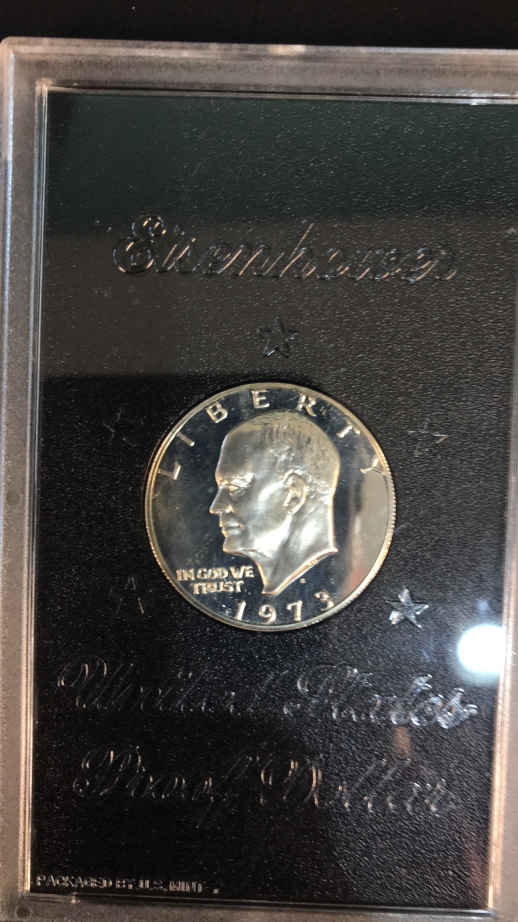 Eisenhower
LIBERTY
IN GOD WE
TRUST
1973
United States
Proof Dollar
PACKAGED BY U.S. MINT